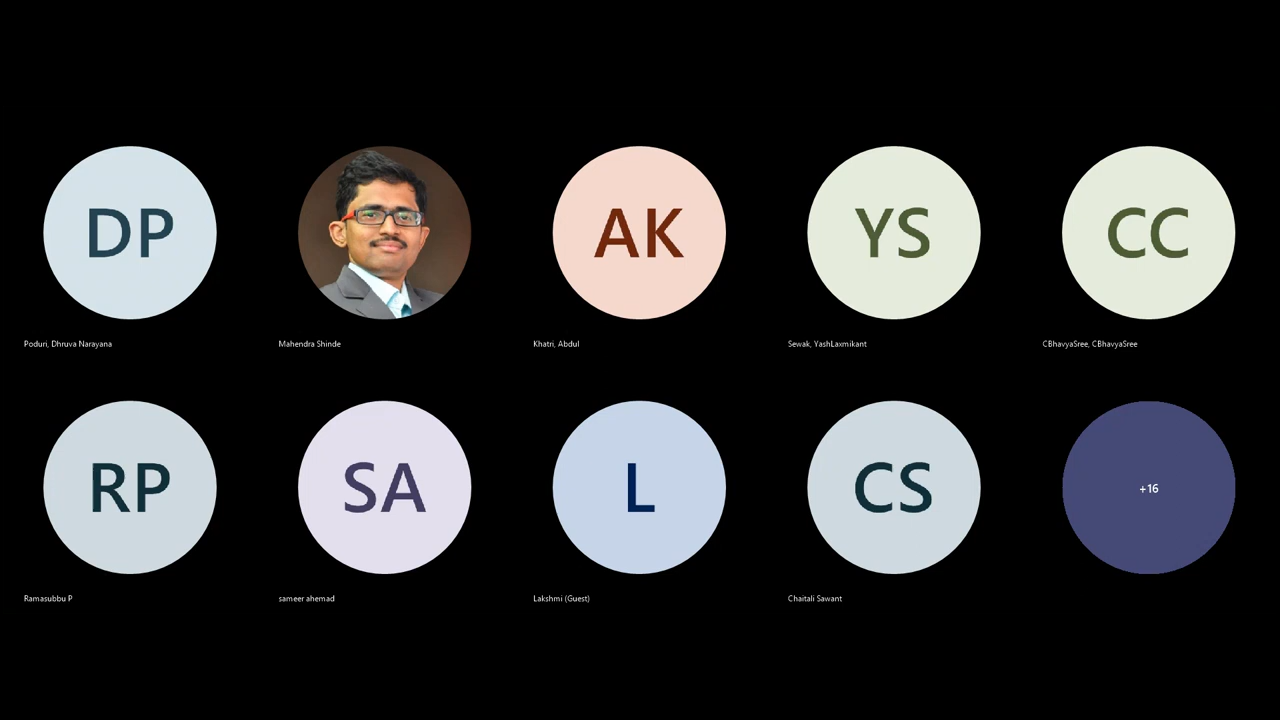 DP
AK
YS
CC
Poduri, Dhruva Narayana
Mahendra Shinde
Khatri, Abdul
Sewak, YashLaxmikant
CBhavyaSree, CBhavyaSree
RP
SA
L
CS
+16
Ramasubbu P
sameer ahemad
Lakshmi (Guest)
Chaitali Sawant